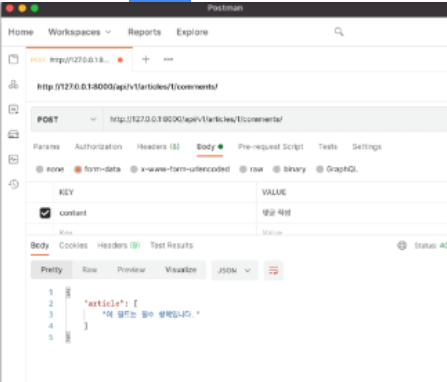 Postman
Home Workspaces Reports Explore
POST http://127.0.0.1:8...
http://127.0.0.1:8000/api/v1/articles/1/comments/
POST http://127.0.0.1:8000/api/v1/articles/1/comments/
Params Authorization Headers (8) Body Pre-request Script Tests Settings
none form-data x-www-form-urlencoded raw binary GraphQL
KEY VALUE
content 댓글 작성
Key Value
Body Cookies Headers (9) Test Results Status: 40
Pretty Raw Preview Visualize JSON
1 {
2 "article": [
3 "이 필드는 필수 항목입니다."
4 ]
5 }